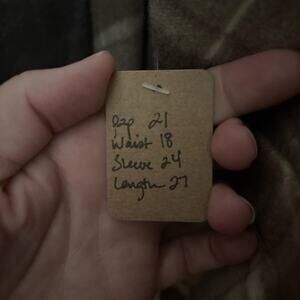 p2p 21
Waist 18
Sleeve 24
Length 27